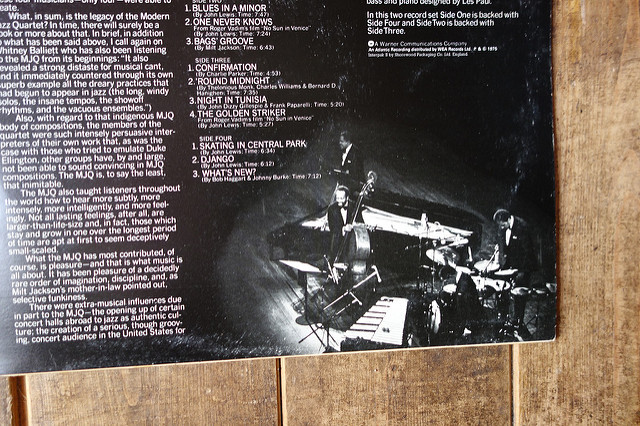 eate.
What, in sum, is the legacy of the Modern
azz Quartet? In time, there will surely be a
ook or more about that. In brief, in addition
o what has been said above, I call again on
Whitney Balliett who has also been listening
o the MJQ from its beginnings: "It also
evealed a strong distaste for musical cant,
nd it immediately countered through its own
uperb example all the dreary practices that
ad begun to appear in jazz (the long, windy
solos, the insane tempos, the showoff
rhythms, and the vacuous ensembles.")
Also, with regard to that indigenous MJQ
body of compositions, the members of the
quartet were such intensely persuasive inter-
preters of their own work that, as was the
case with those who tried to emulate Duke
Ellington, other groups have, by and large,
not been able to sound convincing in MJQ
compositions. The MJQ is, to say the least,
that inimitable.
The MJQ also taught listeners throughout
the world how to hear more subtly, more
intensely, more intelligently, and more feel-
ingly. Not all lasting feelings, after all, are
larger-than-life-size and, in fact, those which
stay and grow in one over the longest period
of time are apt at first to seem deceptively
small-scaled.
What the MJQ has most contributed, of
course, is pleasure—and that is what music is
all about. It has been pleasure of a decidedly
rare order of imagination, discipline, and, as
Milt Jackson's mother-in-law pointed out,
selective funkiness.
There were extra-musical influences due
in part to the MJQ—the opening up of certain
concert halls abroad to jazz as authentic cul-
ture; the creation of a serious, though groov-
ing, concert audience in the United States for
SIDE TWO
1. BLUES IN A MINOR
(By John Lewis; Time: 7:47)
2. ONE NEVER KNOWS
From Roger Vadim's film "No Sun in Venice"
(By John Lewis; Time: 7:24)
3. BAGS' GROOVE
(By Milt Jackson; Time: 6:43)
SIDE THREE
1. CONFIRMATION
(By Charlie Parker; Time: 4:53)
2. 'ROUND MIDNIGHT
(By Thelonious Monk, Charles Williams & Bernard D.
Hanighen; Time: 7:35)
3. NIGHT IN TUNISIA
(By John Dizzy Gillespie & Frank Paparelli; Time: 5:20)
4. THE GOLDEN STRIKER
From Roger Vadim's film "No Sun in Venice"
(By John Lewis; Time: 5:27)
SIDE FOUR
1. SKATING IN CENTRAL PARK
(By John Lewis; Time: 6:34)
2. DJANGO
(By John Lewis; Time: 6:12)
3. WHAT'S NEW?
(By Bob Haggart & Johnny Burke; Time: 7:12)
bass and piano designed by Les Paul.
In this two record set Side One is backed with
Side Four and Side Two is backed with
Side Three.
A Warner Communications Company
An Atlantic Recording distributed by WEA Records Ltd. P & © 1975